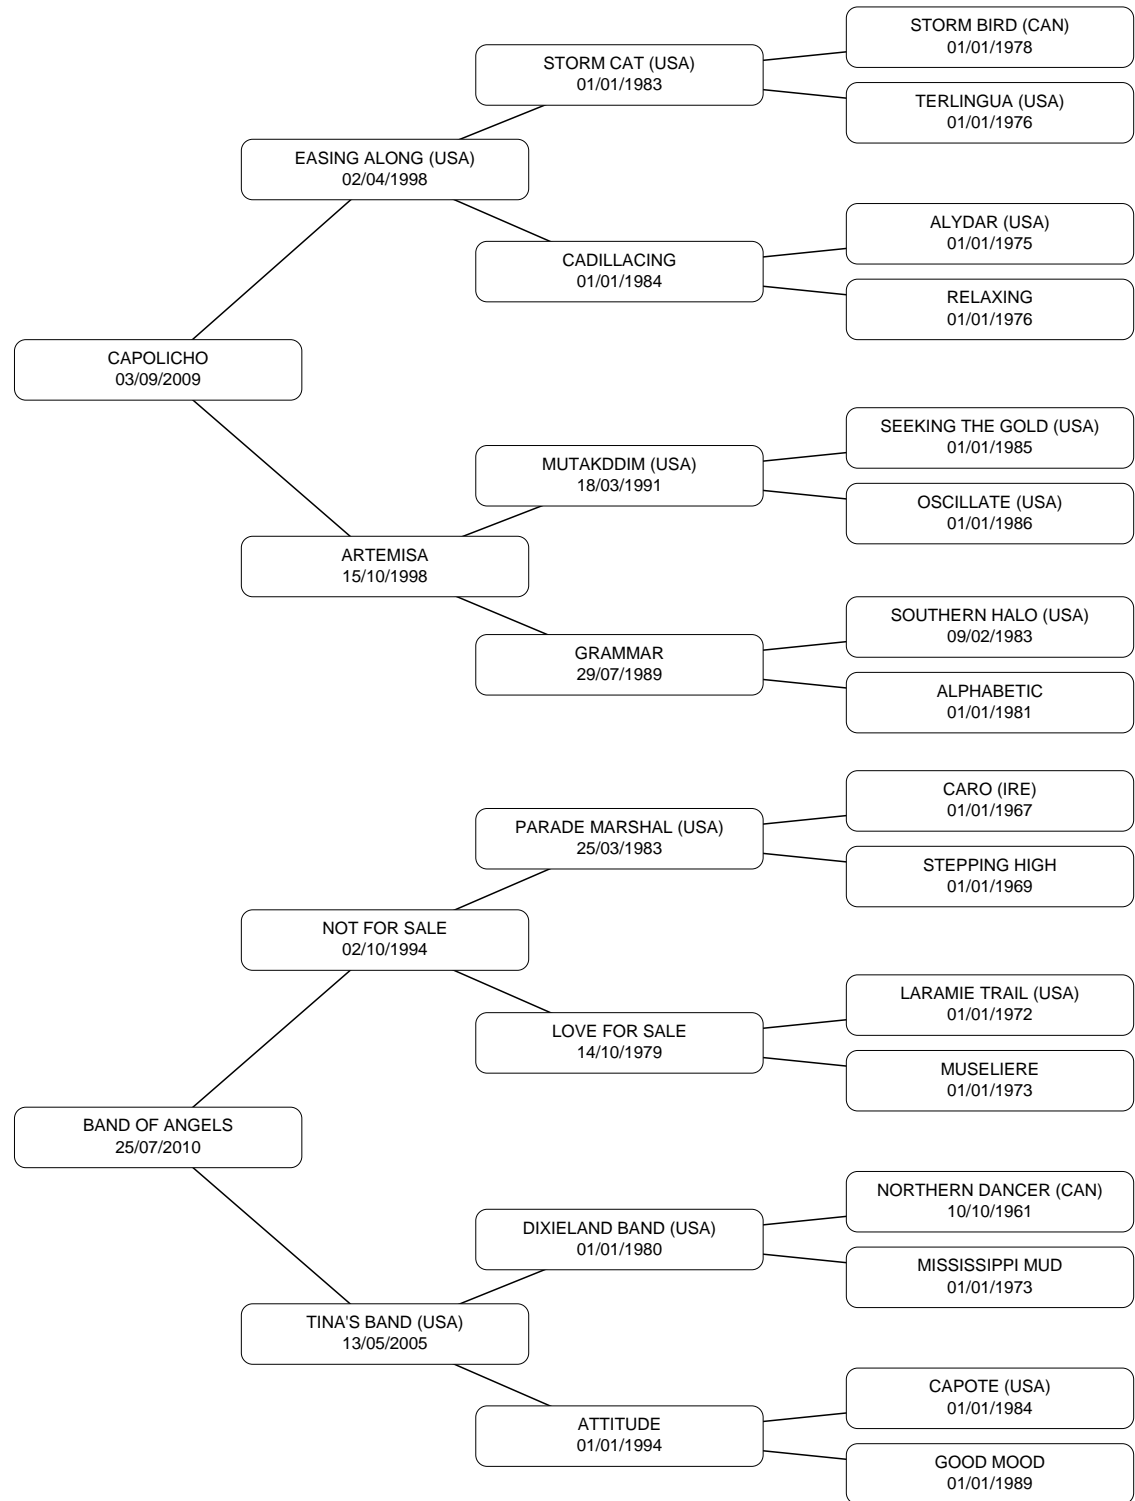 STORM BIRD (CAN)
01/01/1978
STORM CAT (USA)
01/01/1983
TERLINGUA (USA)
01/01/1976
EASING ALONG (USA)
02/04/1998
ALYDAR (USA)
01/01/1975
CADILLACING
01/01/1984
RELAXING
01/01/1976
CAPOLICHO
03/09/2009
SEEKING THE GOLD (USA)
01/01/1985
MUTAKDDIM (USA)
18/03/1991
OSCILLATE (USA)
01/01/1986
ARTEMISA
15/10/1998
SOUTHERN HALO (USA)
09/02/1983
GRAMMAR
29/07/1989
ALPHABETIC
01/01/1981
CARO (IRE)
01/01/1967
PARADE MARSHAL (USA)
25/03/1983
STEPPING HIGH
01/01/1969
NOT FOR SALE
02/10/1994
LARAMIE TRAIL (USA)
01/01/1972
LOVE FOR SALE
14/10/1979
MUSELIERE
01/01/1973
BAND OF ANGELS
25/07/2010
NORTHERN DANCER (CAN)
10/10/1961
DIXIELAND BAND (USA)
01/01/1980
MISSISSIPPI MUD
01/01/1973
TINA'S BAND (USA)
13/05/2005
CAPOTE (USA)
01/01/1984
ATTITUDE
01/01/1994
GOOD MOOD
01/01/1989